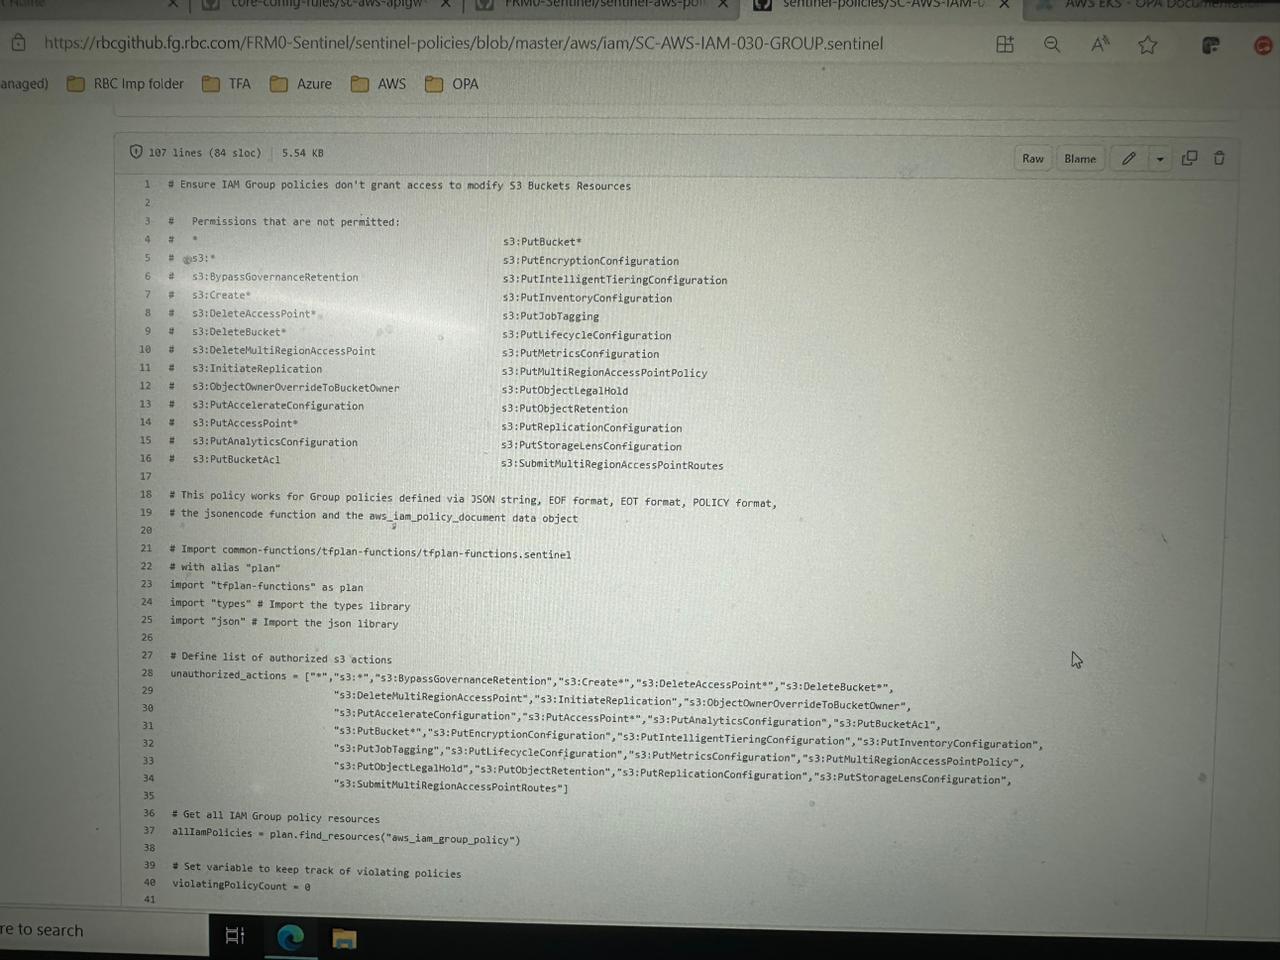 core-config-rules/sc-aws-apigw
FRM0-Sentinel/sentinel-aws-poli
sentinel-policies/SC-AWS-IAM-0
AWS EKS - OPA Documentation
https://rbcgithub.fg.rbc.com/FRM0-Sentinel/sentinel-policies/blob/master/aws/iam/SC-AWS-IAM-030-GROUP.sentinel
anaged) RBC Imp folder TFA Azure AWS OPA
107 lines (84 sloc) 5.54 KB Raw Blame
1 # Ensure IAM Group policies don't grant access to modify S3 Buckets Resources
2
3 # Permissions that are not permitted:
4 # * s3:PutBucket*
5 # s3:* s3:PutEncryptionConfiguration
6 # s3:BypassGovernanceRetention s3:PutIntelligentTieringConfiguration
7 # s3:Create* s3:PutInventoryConfiguration
8 # s3:DeleteAccessPoint* s3:PutJobTagging
9 # s3:DeleteBucket* s3:PutLifecycleConfiguration
10 # s3:DeleteMultiRegionAccessPoint s3:PutMetricsConfiguration
11 # s3:InitiateReplication s3:PutMultiRegionAccessPointPolicy
12 # s3:ObjectOwnerOverrideToBucketOwner s3:PutObjectLegalHold
13 # s3:PutAccelerateConfiguration s3:PutObjectRetention
14 # s3:PutAccessPoint* s3:PutReplicationConfiguration
15 # s3:PutAnalyticsConfiguration s3:PutStorageLensConfiguration
16 # s3:PutBucketAcl s3:SubmitMultiRegionAccessPointRoutes
17
18 # This policy works for Group policies defined via JSON string, EOF format, EOT format, POLICY format,
19 # the jsonencode function and the aws_iam_policy_document data object
20
21 # Import common-functions/tfplan-functions/tfplan-functions.sentinel
22 # with alias "plan"
23 import "tfplan-functions" as plan
24 import "types" # Import the types library
25 import "json" # Import the json library
26
27 # Define list of authorized s3 actions
28 unauthorized_actions = ["*","s3:*","s3:BypassGovernanceRetention","s3:Create*","s3:DeleteAccessPoint*","s3:DeleteBucket*",
29 "s3:DeleteMultiRegionAccessPoint","s3:InitiateReplication","s3:ObjectOwnerOverrideToBucketOwner",
30 "s3:PutAccelerateConfiguration","s3:PutAccessPoint*","s3:PutAnalyticsConfiguration","s3:PutBucketAcl",
31 "s3:PutBucket*","s3:PutEncryptionConfiguration","s3:PutIntelligentTieringConfiguration","s3:PutInventoryConfiguration",
32 "s3:PutJobTagging","s3:PutLifecycleConfiguration","s3:PutMetricsConfiguration","s3:PutMultiRegionAccessPointPolicy",
33 "s3:PutObjectLegalHold","s3:PutObjectRetention","s3:PutReplicationConfiguration","s3:PutStorageLensConfiguration",
34 "s3:SubmitMultiRegionAccessPointRoutes"]
35
36 # Get all IAM Group policy resources
37 allIamPolicies = plan.find_resources("aws_iam_group_policy")
38
39 # Set variable to keep track of violating policies
40 violatingPolicyCount = 0
41
re to search